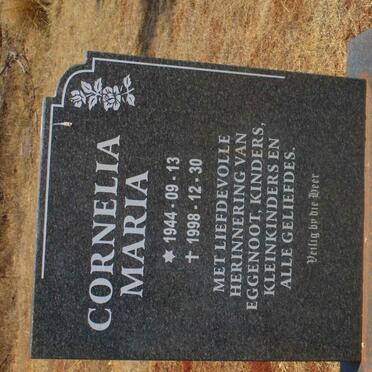 CORNELIA
MARIA
✶ 1944 · 09 · 13
✝ 1998 · 12 · 30
MET LIEFDEVOLLE
HERINNERING VAN
EGGENOOT, KINDERS,
KLEINKINDERS EN
ALLE GELIEFDES.
Veilig by die Heer